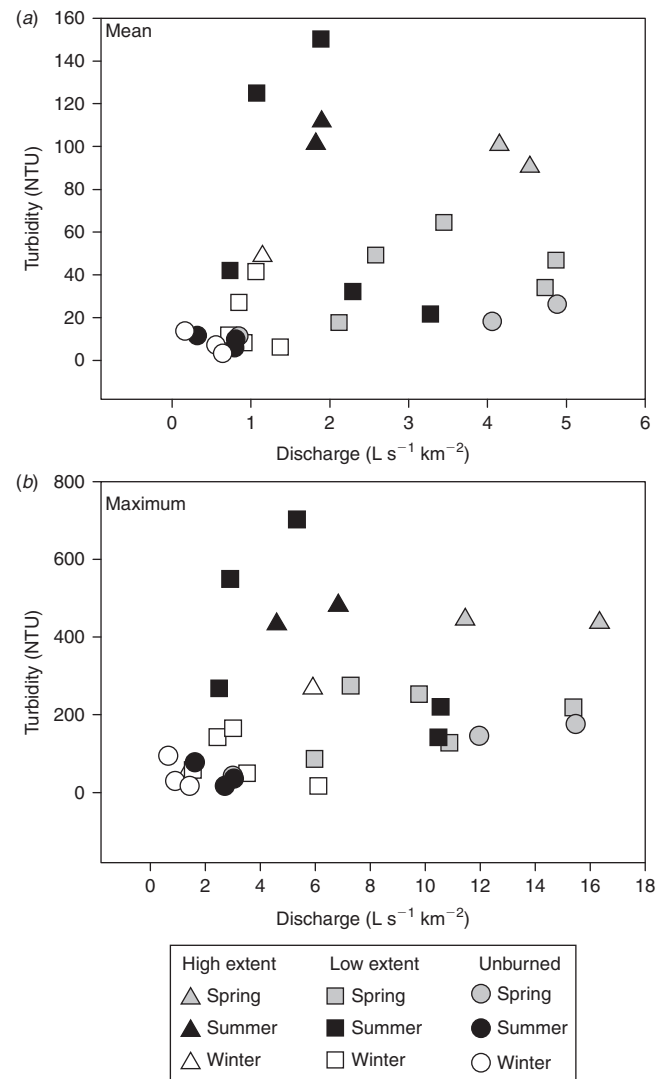 (a)
Mean
160
140
120
100
80
60
40
20
0
Turbidity (NTU)
0 1 2 3 4 5 6
Discharge (L s⁻¹ km⁻²)
(b)
Maximum
800
600
400
200
0
Turbidity (NTU)
0 2 4 6 8 10 12 14 16 18
Discharge (L s⁻¹ km⁻²)
High extent Low extent Unburned
Spring Spring Spring
Summer Summer Summer
Winter Winter Winter